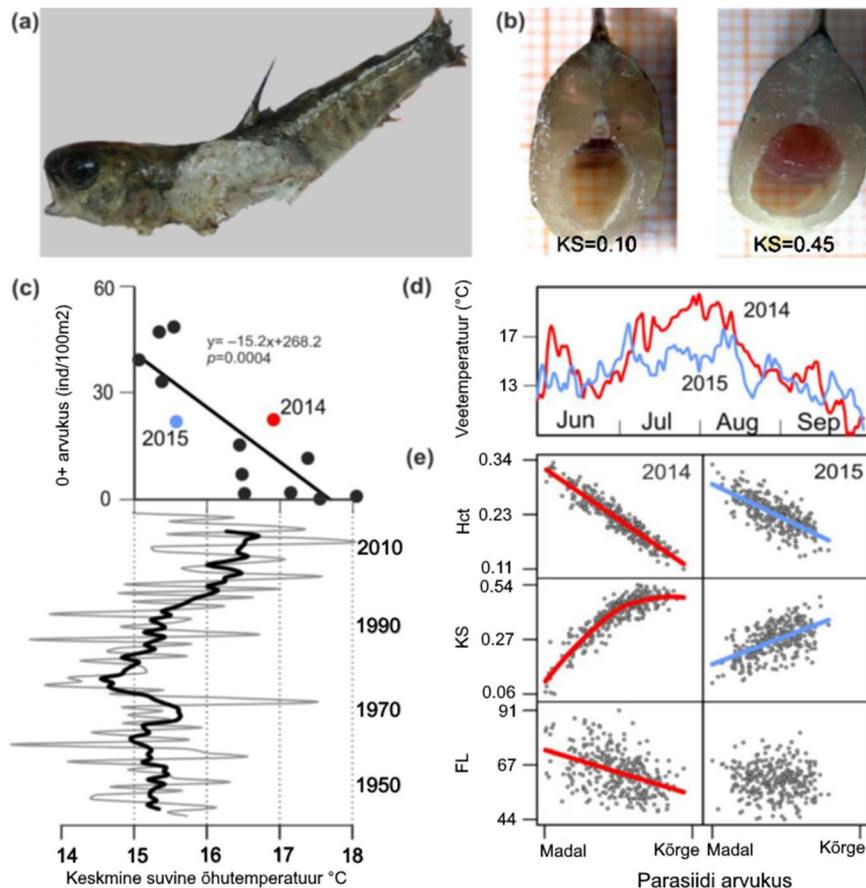 (a)
(b)
KS=0.10
KS=0.45
(c)
60
30
0
0+ arvukus (ind/100m2)
y= −15.2x+268.2
p=0.0004
2014
2015
2010
1990
1970
1950
14 15 16 17 18
Keskmine suvine õhutemperatuur °C
(d)
Veetemperatuur (°C)
17
13
2014
2015
Jun Jul Aug Sep
(e)
2014 2015
Hct
0.34
0.23
0.11
KS
0.54
0.27
0.06
FL
91
67
44
Madal Kõrge Madal Kõrge
Parasiidi arvukus